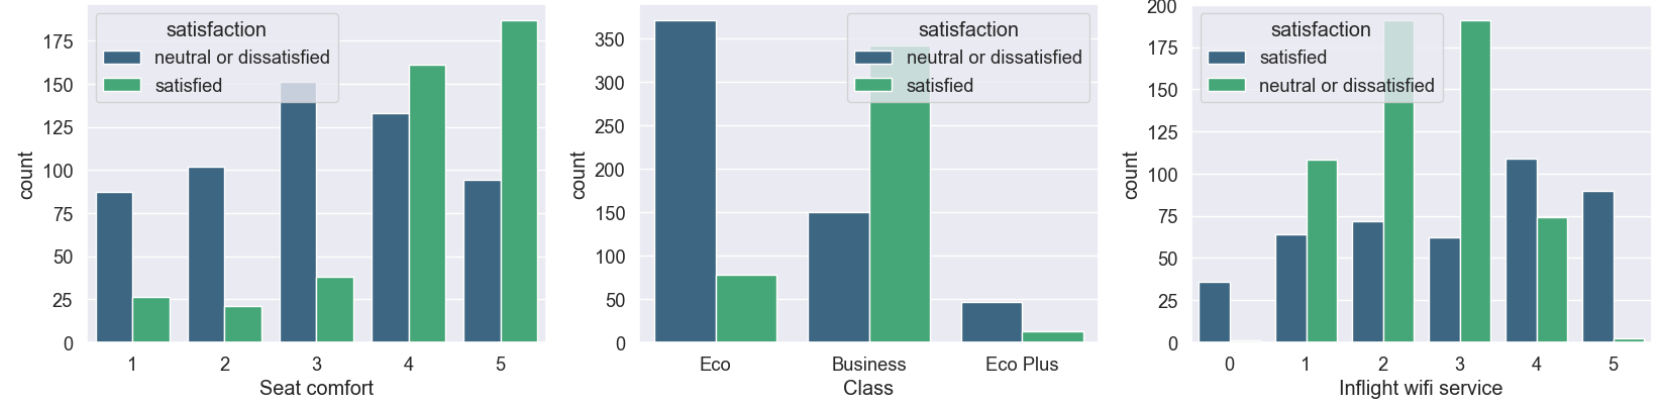 satisfaction
neutral or dissatisfied
satisfied
175
150
125
100
75
50
25
0
count
1 2 3 4 5
Seat comfort
satisfaction
neutral or dissatisfied
satisfied
350
300
250
200
150
100
50
0
count
Eco Business Eco Plus
Class
satisfaction
satisfied
neutral or dissatisfied
200
175
150
125
100
75
50
25
0
count
0 1 2 3 4 5
Inflight wifi service